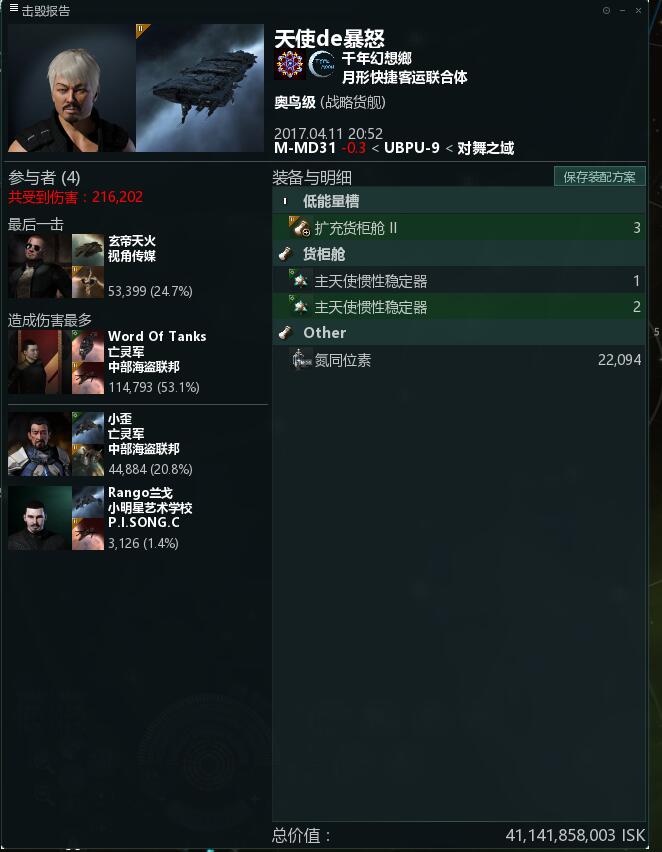 击毁报告
天使de暴怒
千年幻想鄉
月形快捷客运联合体
奥鸟级 (战略货舰)
2017.04.11 20:52
M-MD31 -0.3 < UBPU-9 < 对舞之域
参与者 (4)
共受到伤害：216,202
最后一击
玄帝天火
视角传媒
53,399 (24.7%)
造成伤害最多
Word Of Tanks
亡灵军
中部海盗联邦
114,793 (53.1%)
小歪
亡灵军
中部海盗联邦
44,884 (20.8%)
Rango兰戈
小明星艺术学校
P.I.SONG.C
3,126 (1.4%)
装备与明细
保存装配方案
低能量槽
扩充货柜舱 II 3
货柜舱
主天使惯性稳定器 1
主天使惯性稳定器 2
Other
氮同位素 22,094
总价值： 41,141,858,003 ISK